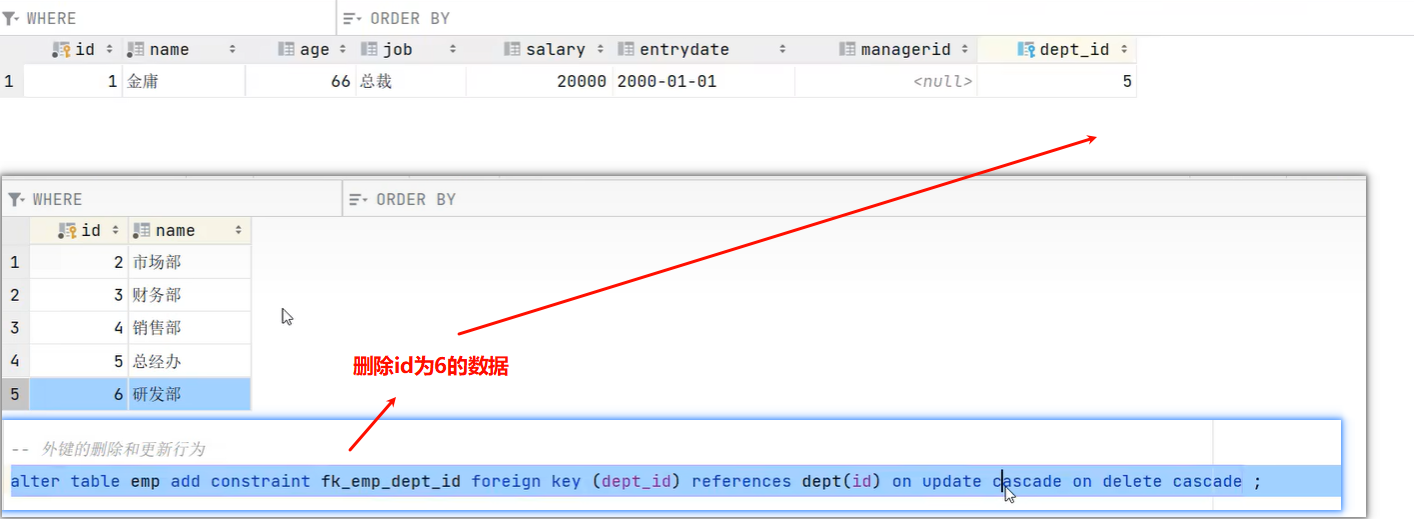 WHERE ORDER BY
id name age job salary entrydate managerid dept_id
1 1 金庸 66 总裁 20000 2000-01-01 <null> 5
WHERE ORDER BY
id name
1 2 市场部
2 3 财务部
3 4 销售部
4 5 总经办
删除id为6的数据
5 6 研发部
-- 外键的删除和更新行为
alter table emp add constraint fk_emp_dept_id foreign key (dept_id) references dept(id) on update cascade on delete cascade ;